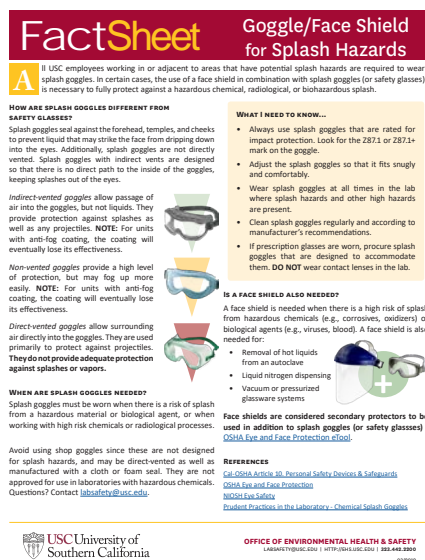 FactSheet
Goggle/Face Shield
for Splash Hazards
All USC employees working in or adjacent to areas that have potential splash hazards are required to wear
splash goggles. In certain cases, the use of a face shield in combination with splash goggles (or safety glasses)
is necessary to fully protect against a hazardous chemical, radiological, or biohazardous splash.
HOW ARE SPLASH GOGGLES DIFFERENT FROM
SAFETY GLASSES?
Splash goggles seal against the forehead, temples, and cheeks
to prevent liquid that may strike the face from dripping down
into the eyes. Additionally, splash goggles are not directly
vented. Splash goggles with indirect vents are designed
so that there is no direct path to the inside of the goggles,
keeping splashes out of the eyes.
Indirect-vented goggles allow passage of
air into the goggles, but not liquids. They
provide protection against splashes as
well as any projectiles. NOTE: For units
with anti-fog coating, the coating will
eventually lose its effectiveness.
Non-vented goggles provide a high level
of protection, but may fog up more
easily. NOTE: For units with anti-fog
coating, the coating will eventually lose
its effectiveness.
Directly-vented goggles allow surrounding
air directly into the goggles. They are used
primarily to protect against projectiles.
They do not provide adequate protection
against splashes or vapors.
WHEN ARE SPLASH GOGGLES NEEDED?
Splash goggles must be worn when there is a risk of splash
from a hazardous material or biological agent, or when
working with high risk chemicals or radiological processes.
Avoid using shop goggles since these are not designed
for splash hazards, and may be direct-vented as well as
manufactured with a cloth or foam seal. They are not
approved for use in laboratories with hazardous chemicals.
Questions? Contact labsafety@usc.edu.
WHAT I NEED TO KNOW...
• Always use splash goggles that are rated for
impact protection. Look for the Z87.1 or Z87.1+
mark on the goggle.
• Adjust the splash goggles so that it fits snugly
and comfortably.
• Wear splash goggles at all times in the lab
where splash hazards and other high hazards
are present.
• Clean splash goggles regularly and according to
manufacturer's recommendations.
• If prescription glasses are worn, procure splash
goggles that are designed to accommodate
them. DO NOT wear contact lenses in the lab.
IS A FACE SHIELD ALSO NEEDED?
A face shield is needed when there is a high risk of splas
from hazardous chemicals (e.g., corrosives, oxidizers) o
biological agents (e.g., viruses, blood). A face shield is als
needed for:
• Removal of hot liquids
from an autoclave
• Liquid nitrogen dispensing
• Vacuum or pressurized
glassware systems
Face shields are considered secondary protectors to b
used in addition to splash goggles (or safety glasses)
OSHA Eye and Face Protection eTool.
REFERENCES
Cal-OSHA Article 10. Personal Safety Devices & Safeguards
OSHA Eye and Face Protection
NIOSH Eye Safety
Prudent Practices in the Laboratory - Chemical Splash Goggles
USC University of
Southern California
OFFICE OF ENVIRONMENTAL HEALTH & SAFETY
LABSAFETY@USC.EDU | HTTP://EHS.USC.EDU | 323.442.2200